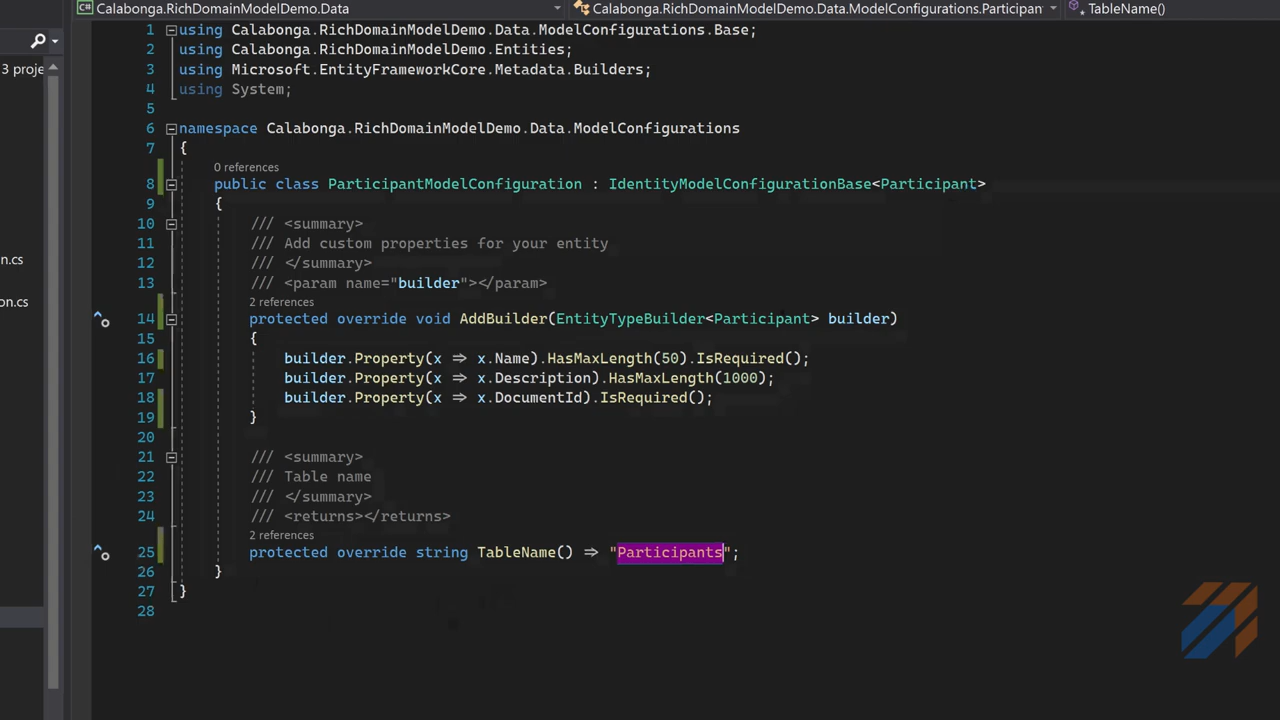 Calabonga.RichDomainModelDemo.Data Calabonga.RichDomainModelDemo.Data.ModelConfigurations.Participan TableName()
3 proje
n.cs
on.cs
1 using Calabonga.RichDomainModelDemo.Data.ModelConfigurations.Base;
2 using Calabonga.RichDomainModelDemo.Entities;
3 using Microsoft.EntityFrameworkCore.Metadata.Builders;
4 using System;
5
6 namespace Calabonga.RichDomainModelDemo.Data.ModelConfigurations
7 {
0 references
8 public class ParticipantModelConfiguration : IdentityModelConfigurationBase<Participant>
9 {
10 /// <summary>
11 /// Add custom properties for your entity
12 /// </summary>
13 /// <param name="builder"></param>
2 references
14 protected override void AddBuilder(EntityTypeBuilder<Participant> builder)
15 {
16 builder.Property(x => x.Name).HasMaxLength(50).IsRequired();
17 builder.Property(x => x.Description).HasMaxLength(1000);
18 builder.Property(x => x.DocumentId).IsRequired();
19 }
20
21 /// <summary>
22 /// Table name
23 /// </summary>
24 /// <returns></returns>
2 references
25 protected override string TableName() => "Participants";
26 }
27 }
28